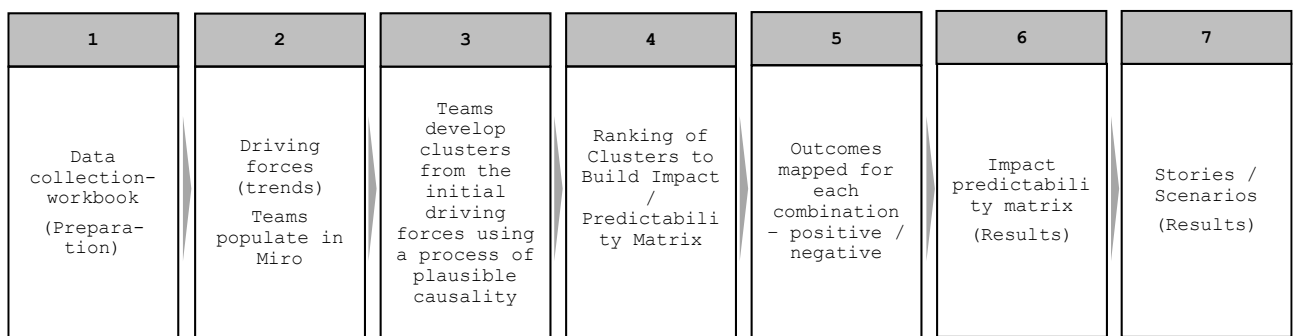 1
Data
collection-
workbook
(Prepara-
tion)
2
Driving
forces
(trends)
Teams
populate in
Miro
3
Teams
develop
clusters
from the
initial
driving
forces using
a process of
plausible
causality
4
Ranking of
Clusters to
Build Impact
/
Predictabili
ty Matrix
5
Outcomes
mapped for
each
combination
– positive /
negative
6
Impact
predictabili
ty matrix
(Results)
7
Stories /
Scenarios
(Results)